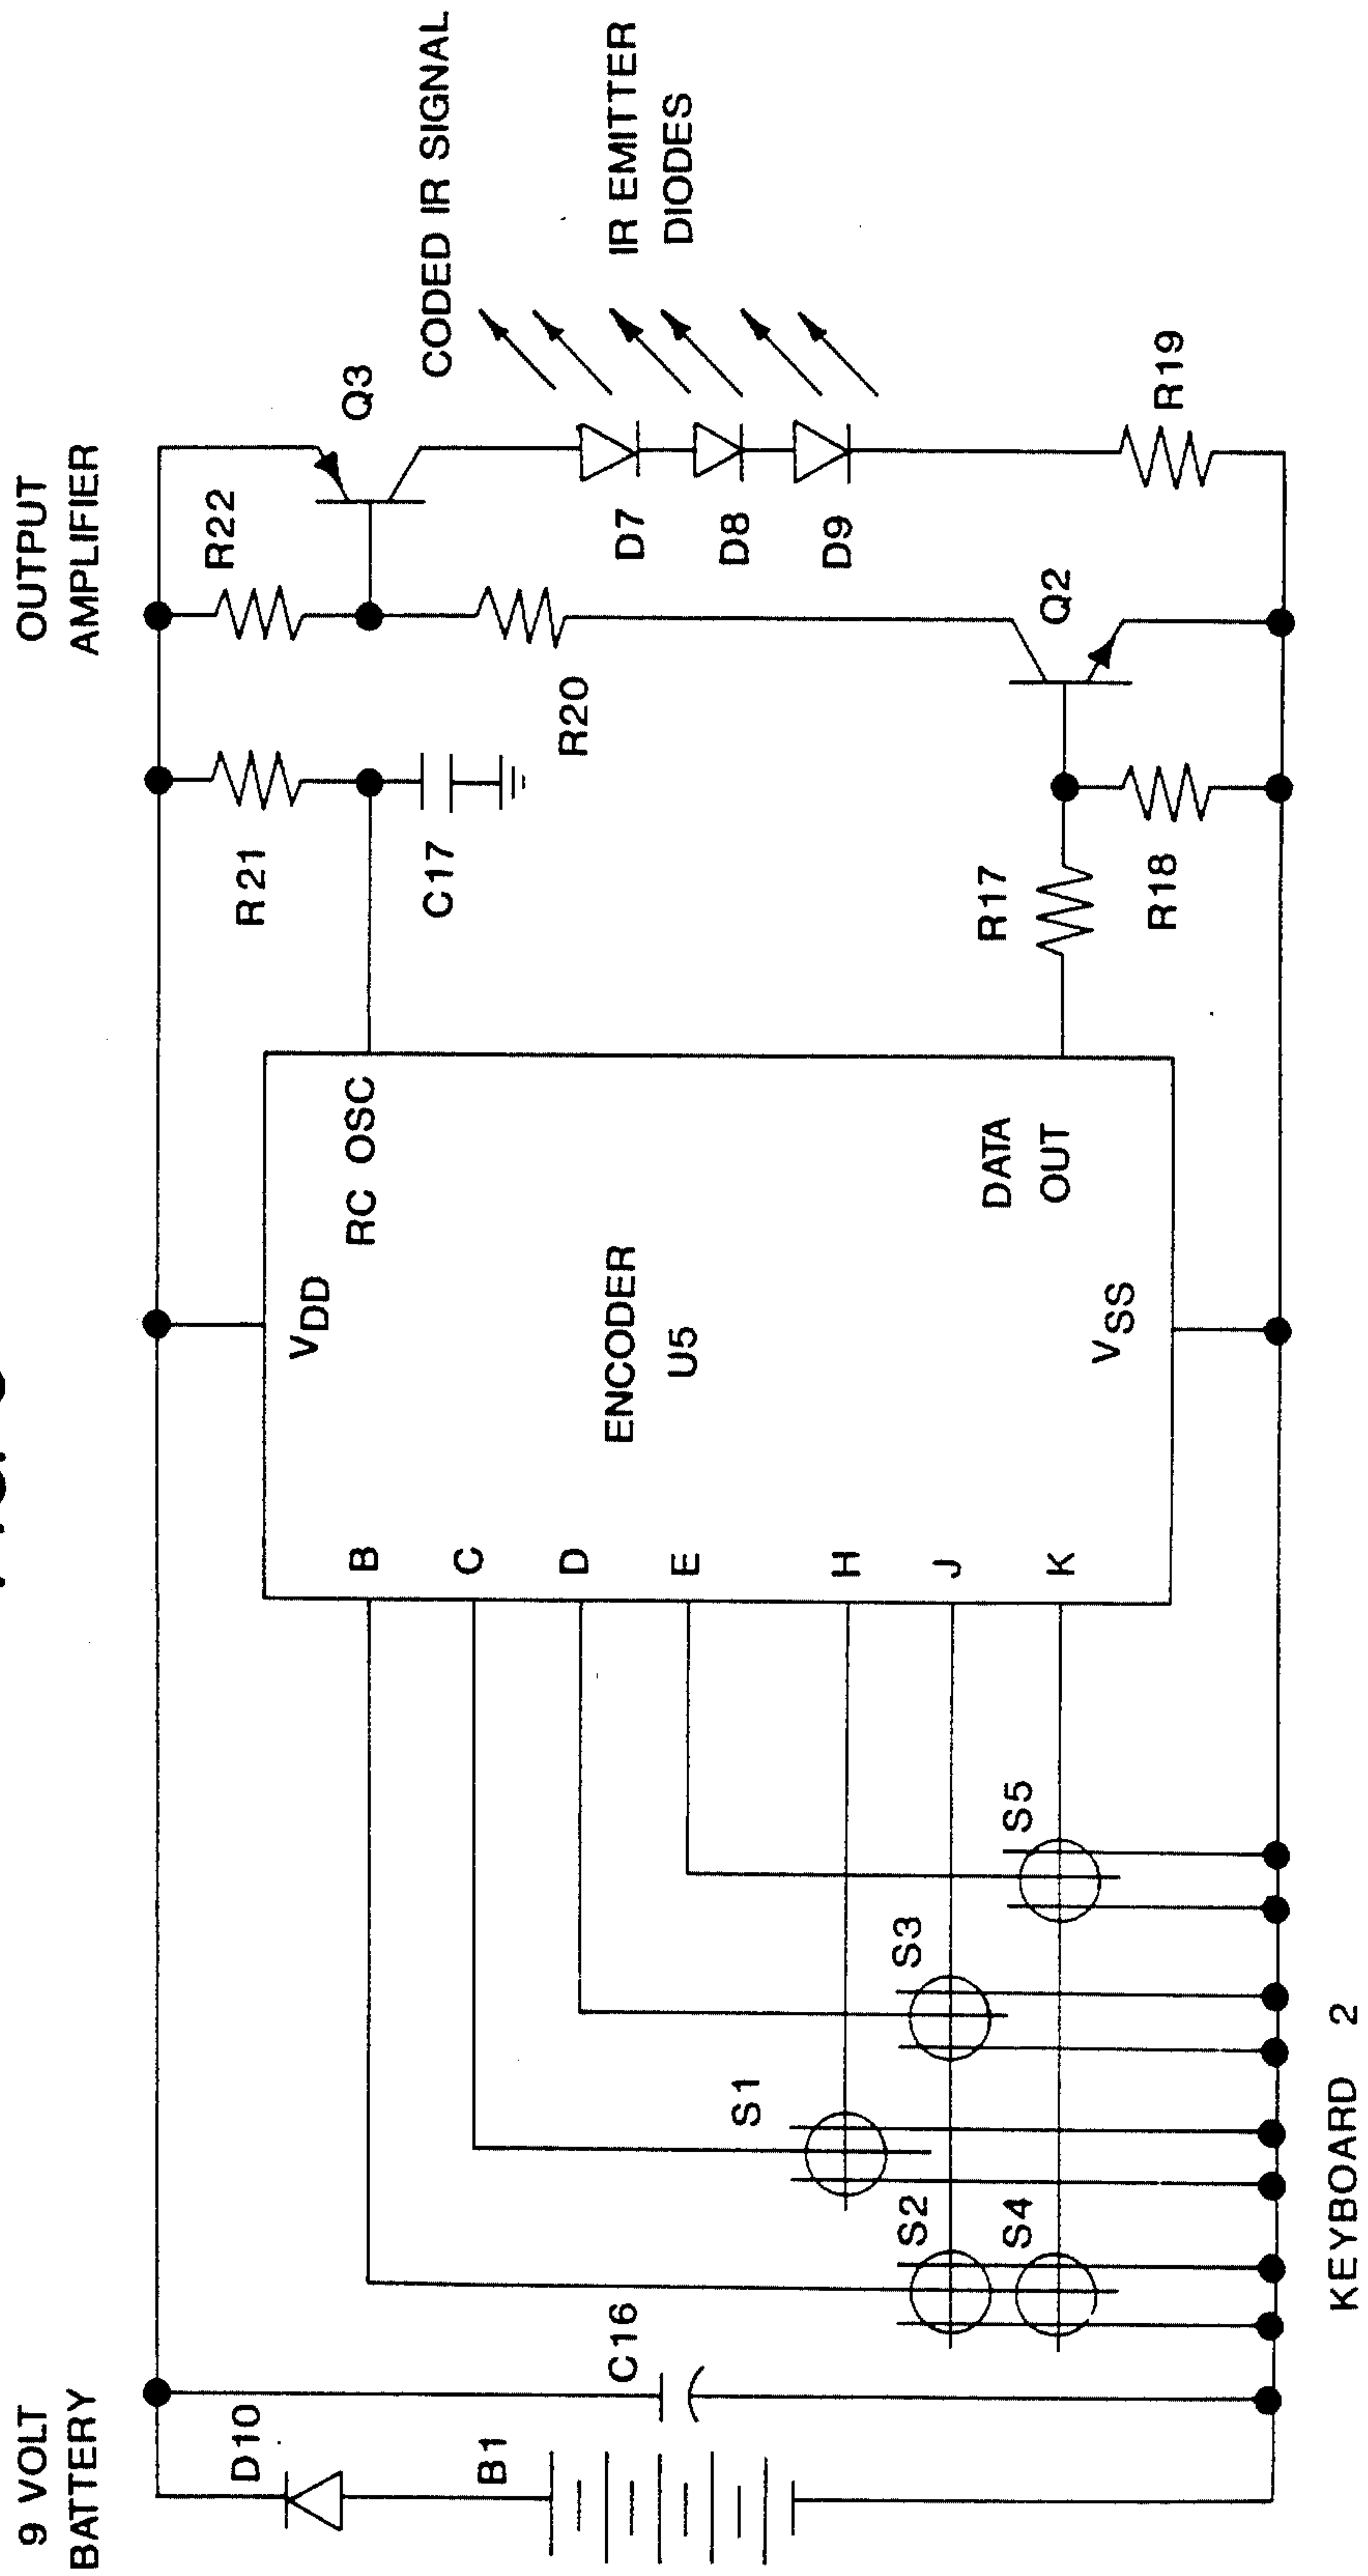 9 VOLT
BATTERY
OUTPUT
AMPLIFIER
D10
B1
C16
B
C
D
E
H
J
K
VDD
RC OSC
ENCODER
U5
DATA
OUT
VSS
R21
C17
R22
R20
Q3
CODED IR SIGNAL
IR EMITTER
DIODES
D7
D8
D9
R17
R18
Q2
R19
S1
S2
S3
S4
S5
KEYBOARD 2